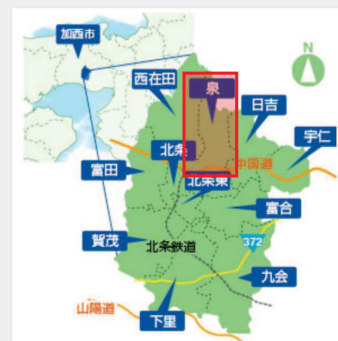 加西市
N
西在田
泉
日吉
宇仁
北条
中国道
富田
北条東
富合
賀茂
北条鉄道
372
九会
下里
山陽道